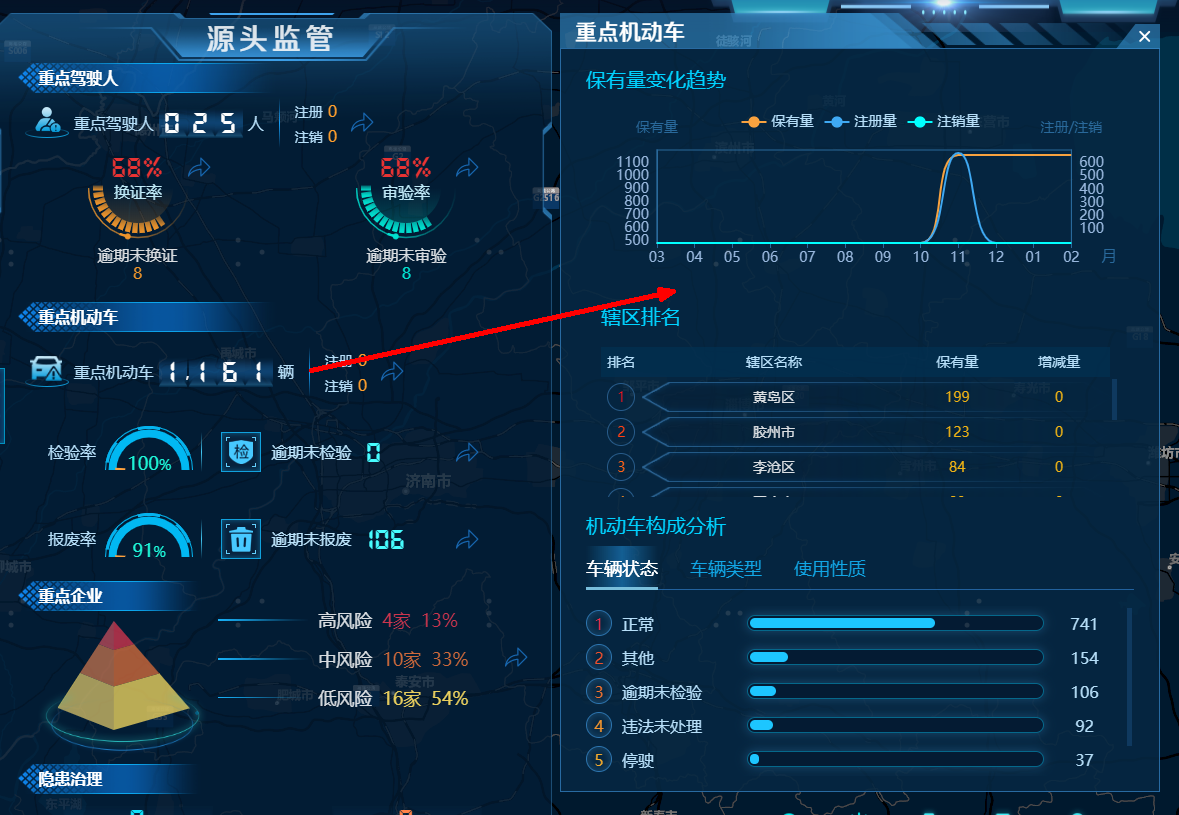 源头监管
重点驾驶人
重点驾驶人 025 人
注册 0
注销 0
68%
换证率
逾期未换证
8
68%
审验率
逾期未审验
8
重点机动车
重点机动车 1,161 辆
注册 0
注销 0
检验率 100%
逾期未检验 0
报废率 91%
逾期未报废 106
重点企业
高风险 4家 13%
中风险 10家 33%
低风险 16家 54%
隐患治理
济南市
泰安市
肥城市
东平湖
重点机动车
保有量变化趋势
保有量 保有量 注册量 注销量 注册/注销
1100 600
1000 500
900 400
800 300
700 200
600 100
500
03 04 05 06 07 08 09 10 11 12 01 02 月
辖区排名
排名 辖区名称 保有量 增减量
1 黄岛区 199 0
2 胶州市 123 0
3 李沧区 84 0
机动车构成分析
车辆状态 车辆类型 使用性质
1 正常 741
2 其他 154
3 逾期未检验 106
4 违法未处理 92
5 停驶 37